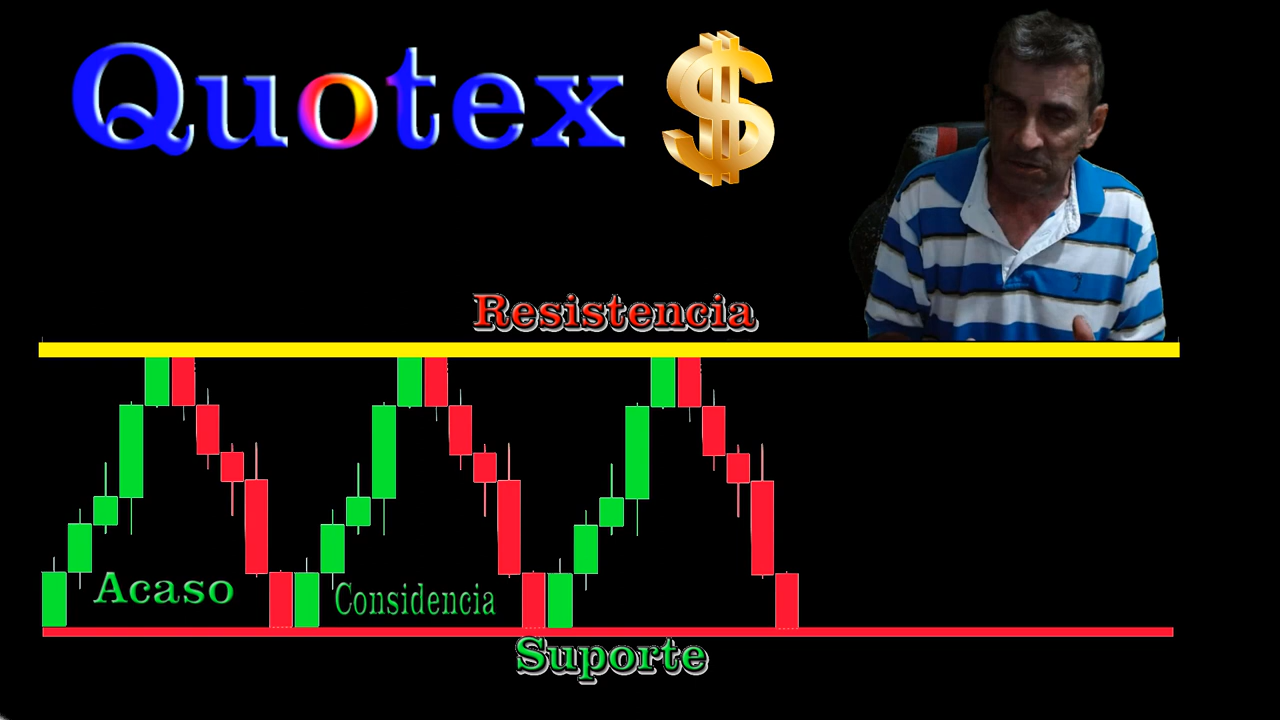 Quotex $
Resistencia
Acaso
Considencia
Suporte